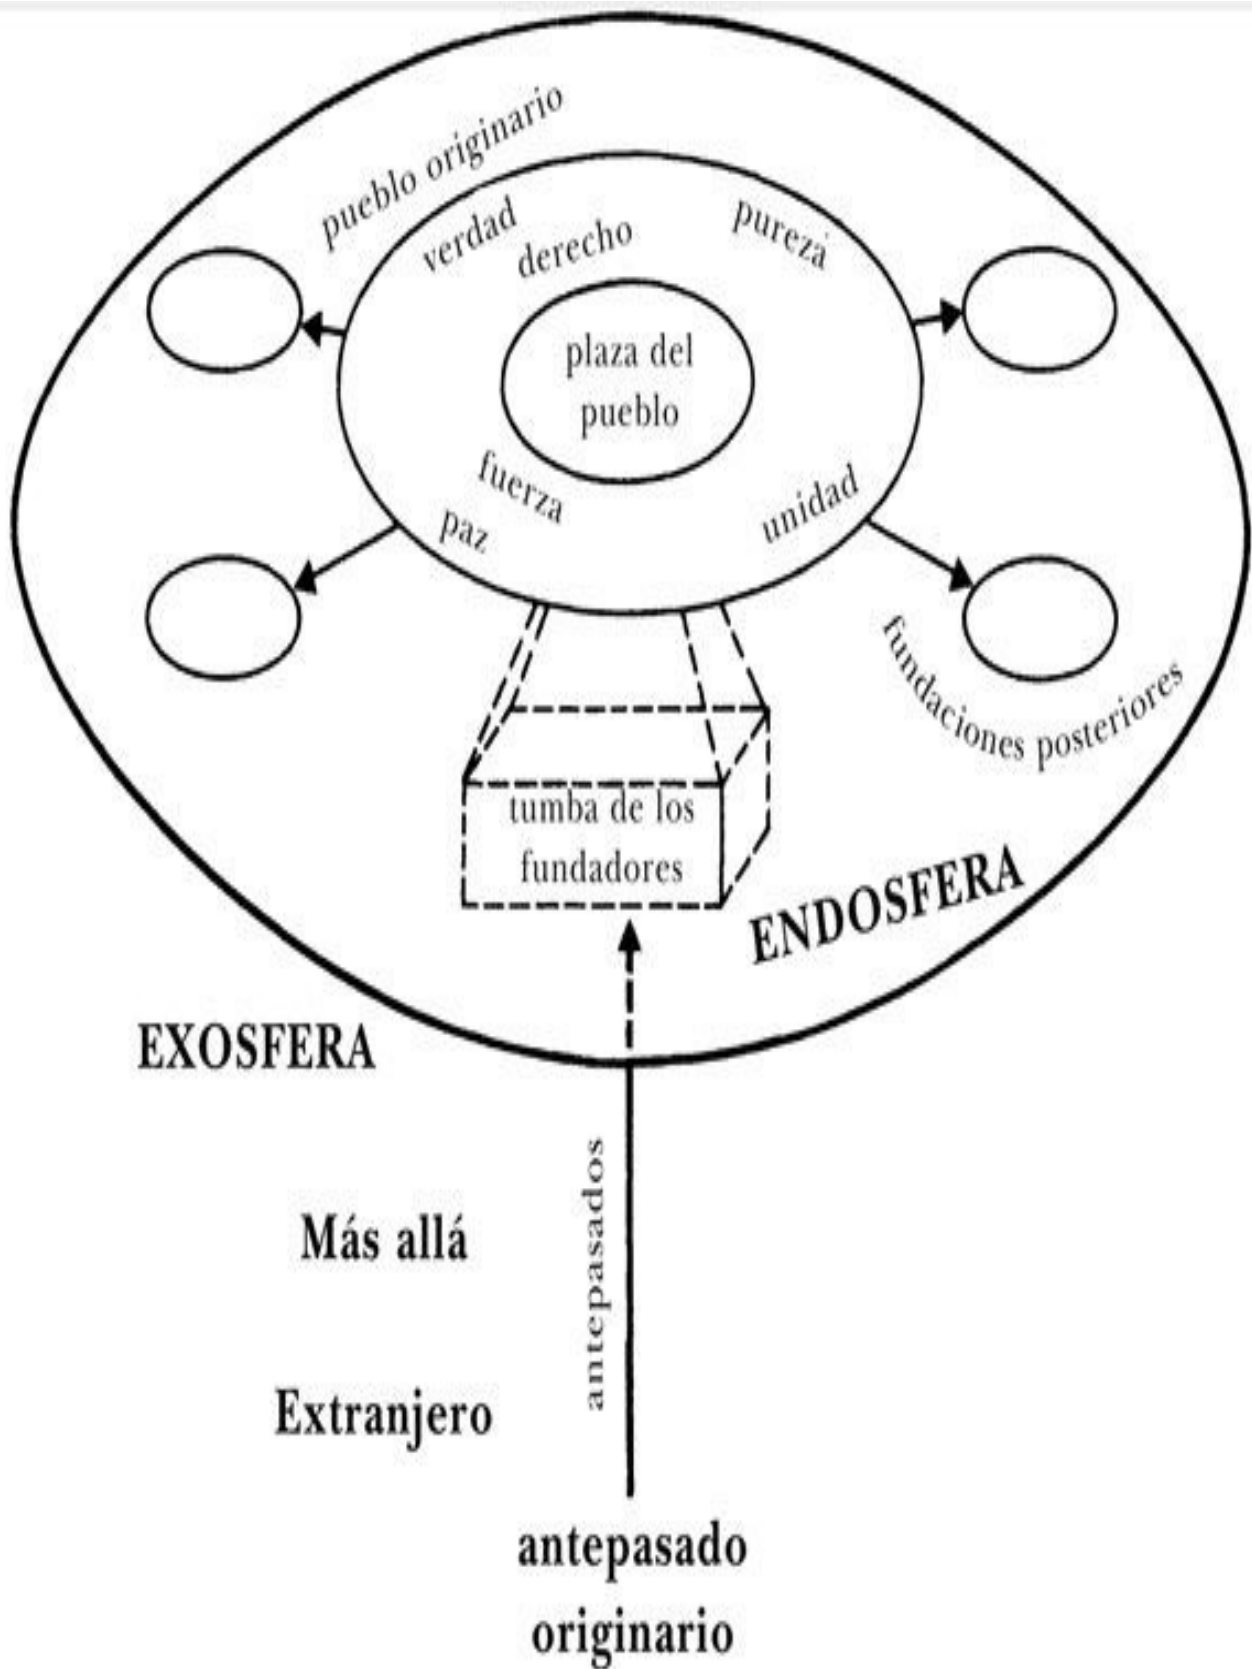 pueblo originario
verdad
derecho
pureza
plaza del
pueblo
fuerza
paz
unidad
fundaciones posteriores
tumba de los
fundadores
ENDOSFERA
EXOSFERA
antepasados
Más allá
Extranjero
antepasado
originario